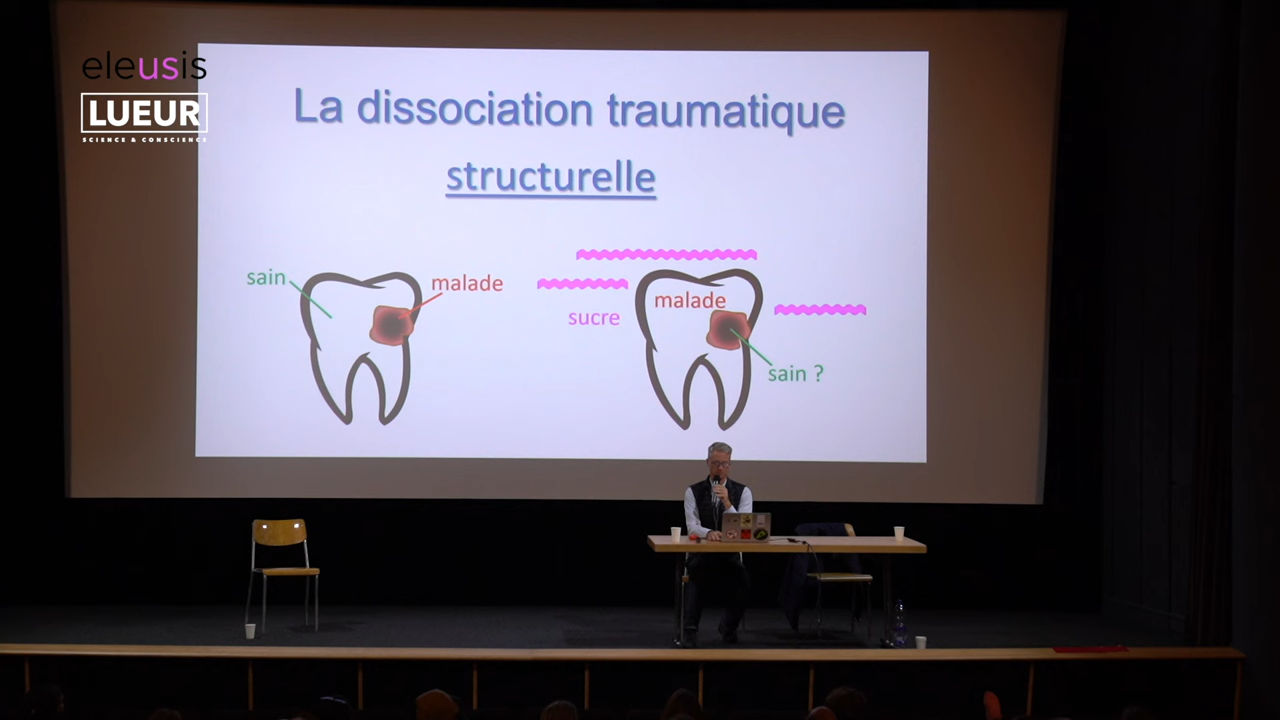 eleusis
LUEUR
SCIENCE & CONSCIENCE
La dissociation traumatique
structurelle
sain
malade
sucre
malade
sain ?